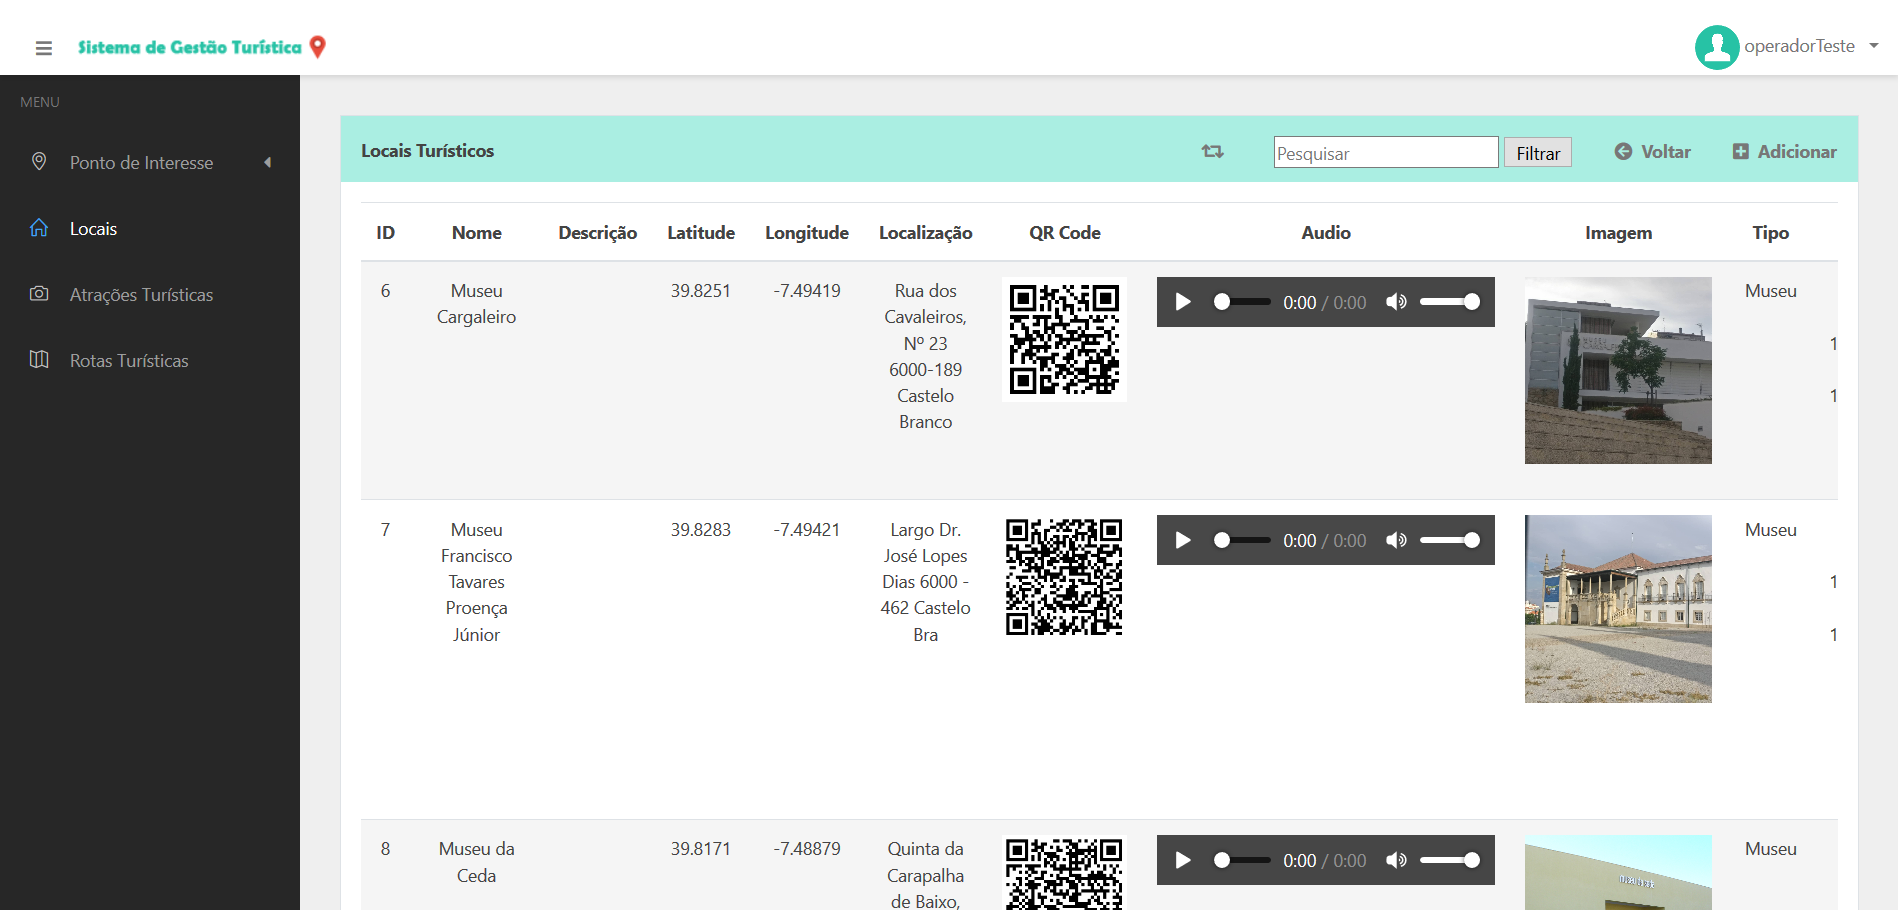 Sistema de Gestão Turística
operadorTeste
MENU
Ponto de Interesse
Locais
Atrações Turísticas
Rotas Turísticas
Locais Turísticos
Pesquisar
Filtrar
Voltar
Adicionar
ID Nome Descrição Latitude Longitude Localização QR Code Audio Imagem Tipo
6
Museu
Cargaleiro
39.8251
-7.49419
Rua dos
Cavaleiros,
Nº 23
6000-189
Castelo
Branco
0:00 / 0:00
Museu
1
1
7
Museu
Francisco
Tavares
Proença
Júnior
39.8283
-7.49421
Largo Dr.
José Lopes
Dias 6000 -
462 Castelo
Bra
0:00 / 0:00
Museu
1
1
8
Museu da
Ceda
39.8171
-7.48879
Quinta da
Carapalha
de Baixo,
0:00 / 0:00
Museu